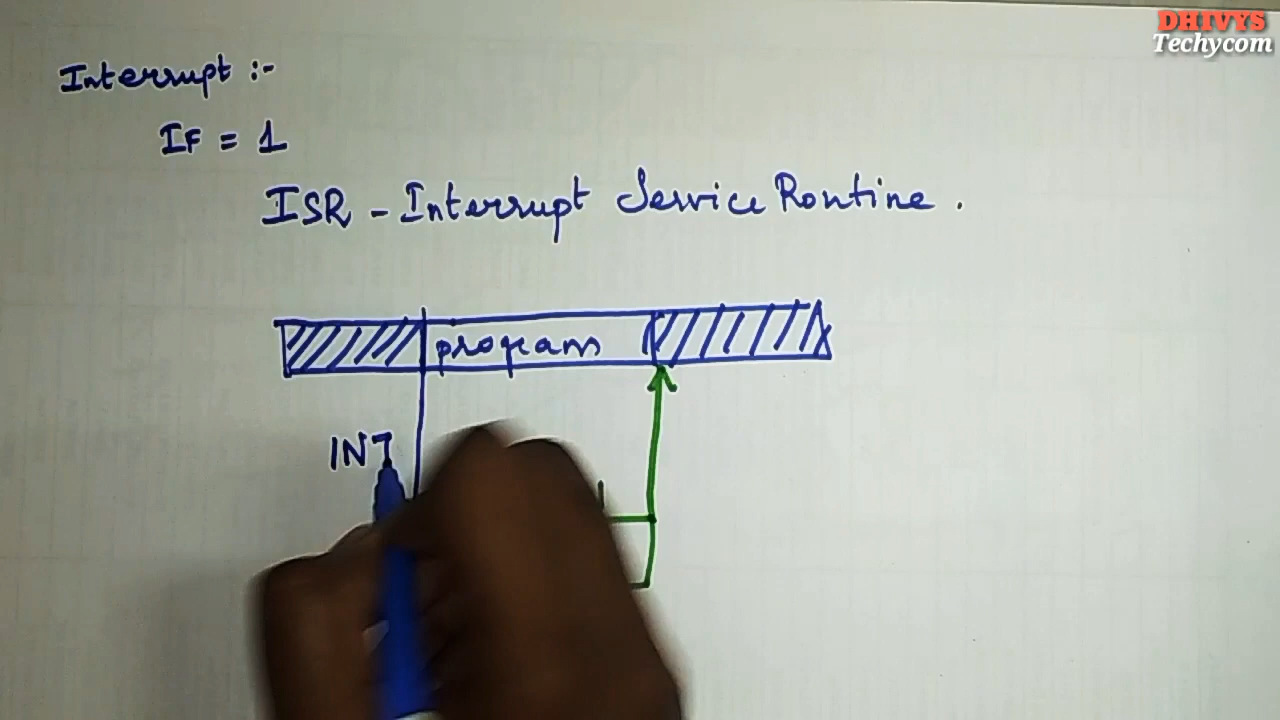 DHIVYS
Techycom
Interrupt :-
IF = 1
ISR - Interrupt Service Routine .
program
INT